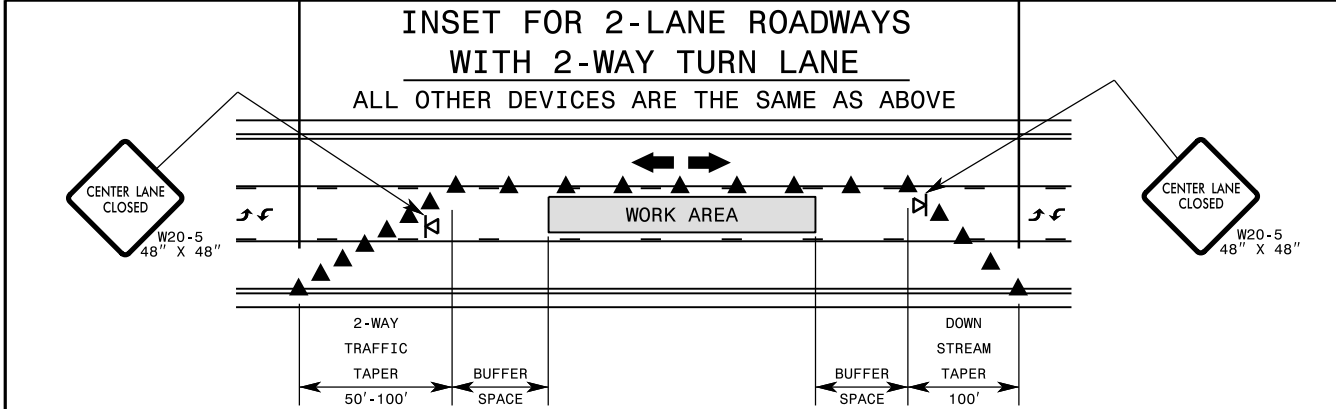 INSET FOR 2-LANE ROADWAYS
WITH 2-WAY TURN LANE
ALL OTHER DEVICES ARE THE SAME AS ABOVE
CENTER LANE
CLOSED
W20-5
48" X 48"
WORK AREA
CENTER LANE
CLOSED
W20-5
48" X 48"
2-WAY
TRAFFIC
TAPER
50'-100'
BUFFER
SPACE
BUFFER
SPACE
DOWN
STREAM
TAPER
100'